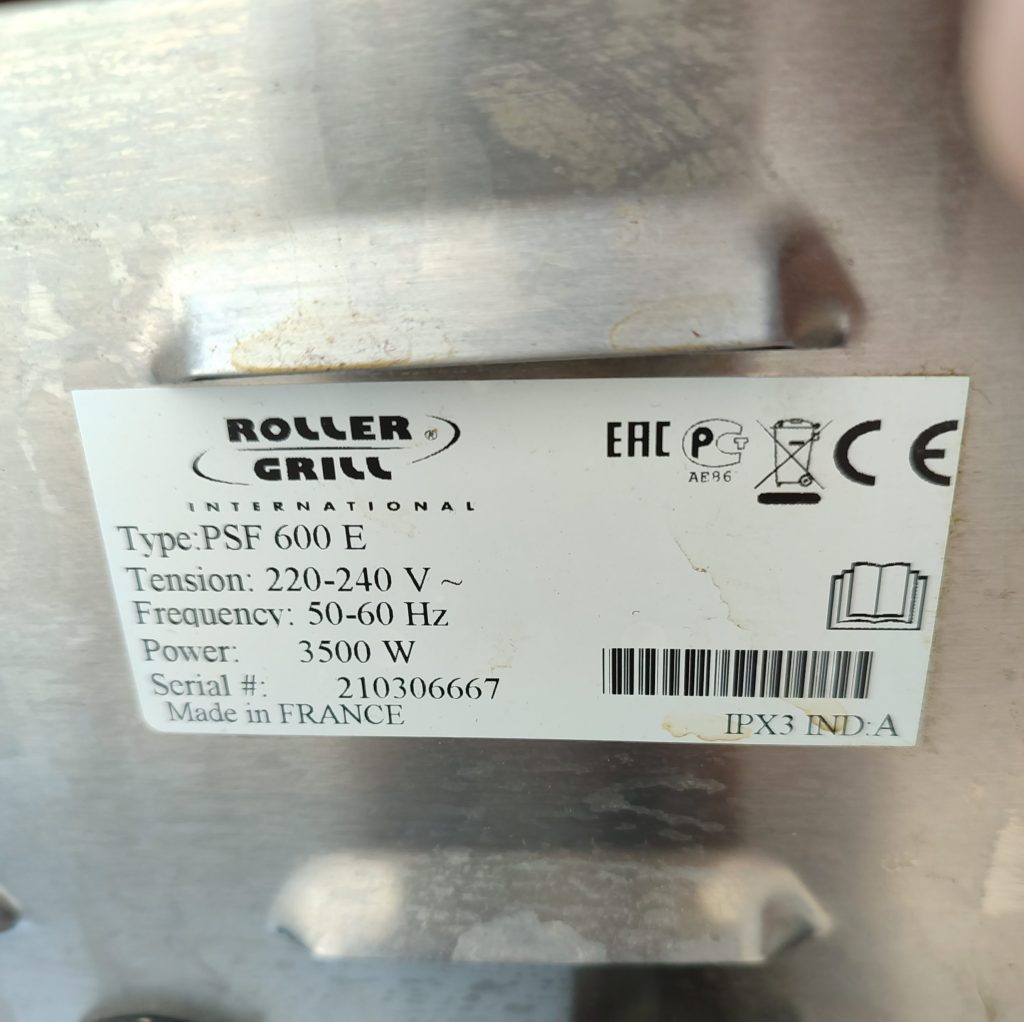 ROLLER ®
GRILL
INTERNATIONAL
EAC PCT CE
AE86
Type:PSF 600 E
Tension: 220-240 V ~
Frequency: 50-60 Hz
Power: 3500 W
Serial #: 210306667
Made in FRANCE
IPX3 IND:A